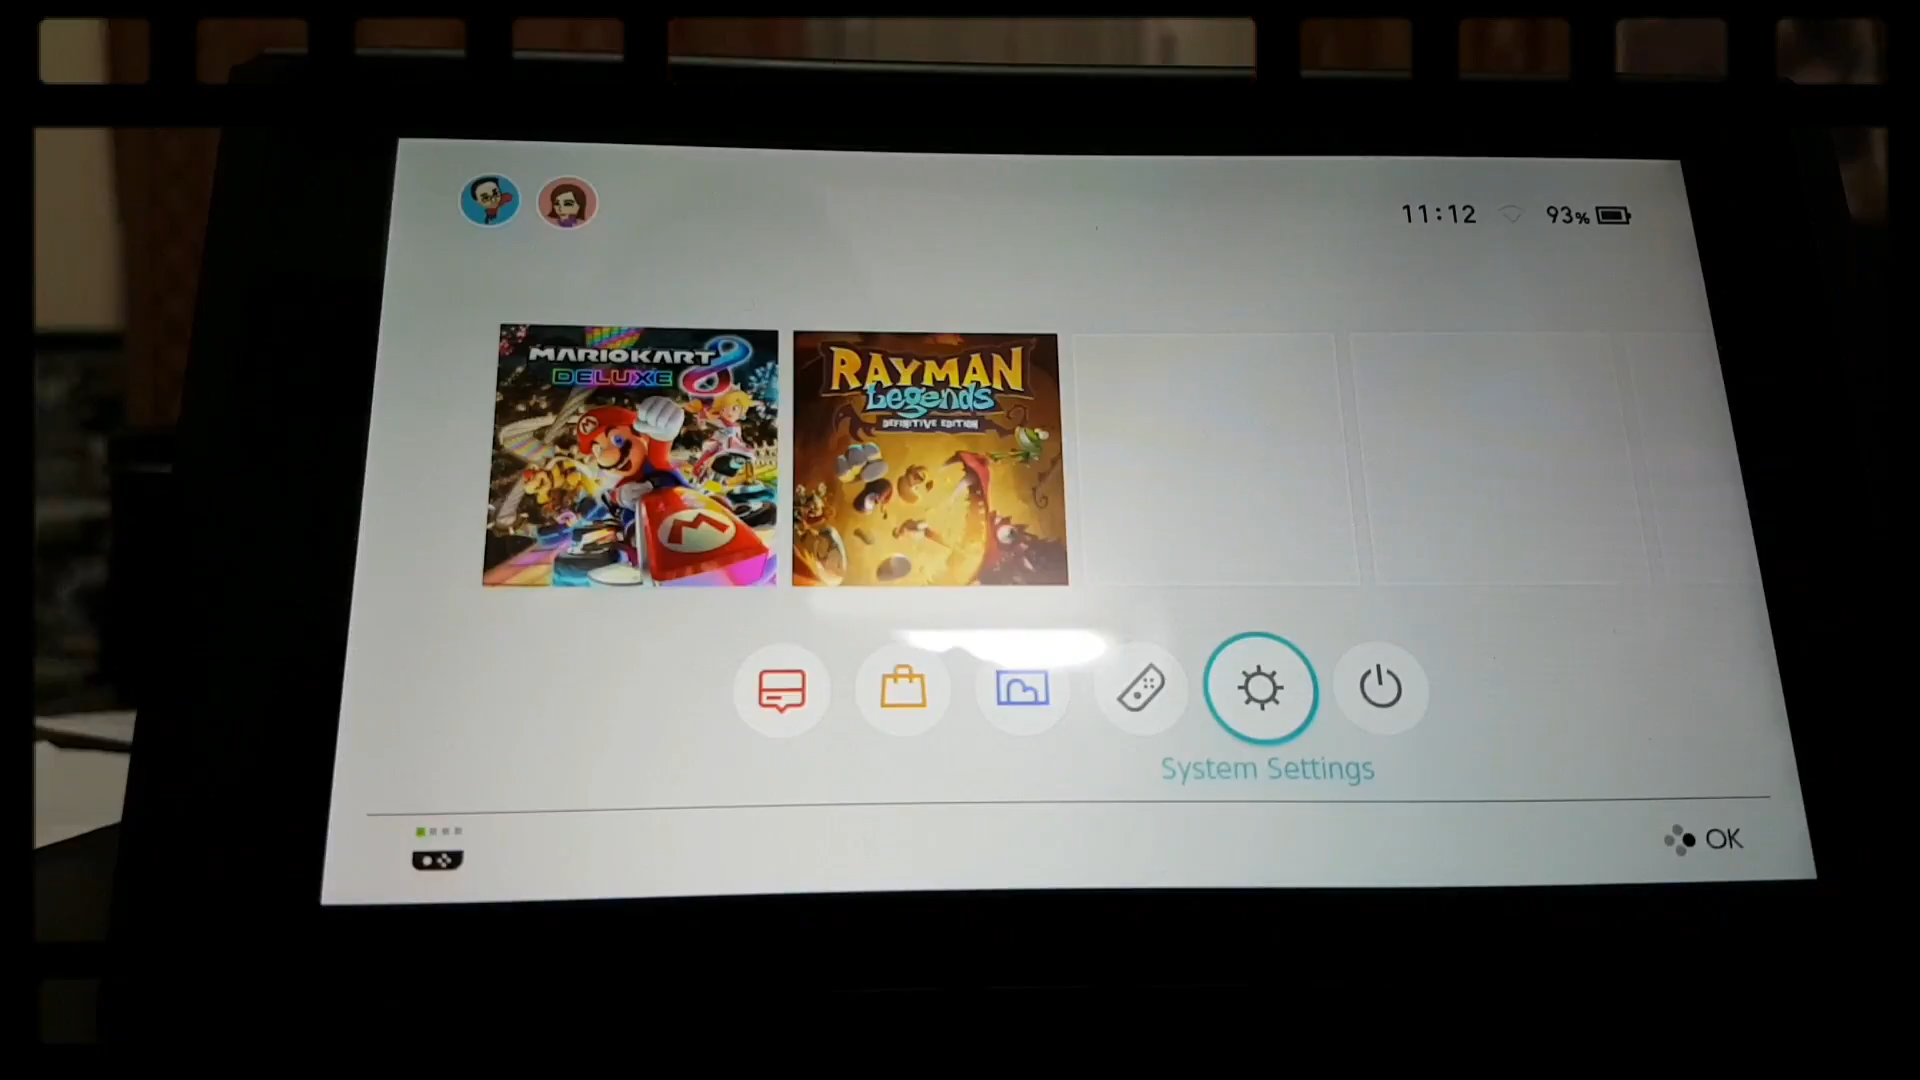 11:12 93%
MARIOKART 8
DELUXE
RAYMAN
Legends
DEFINITIVE EDITION
System Settings
OK